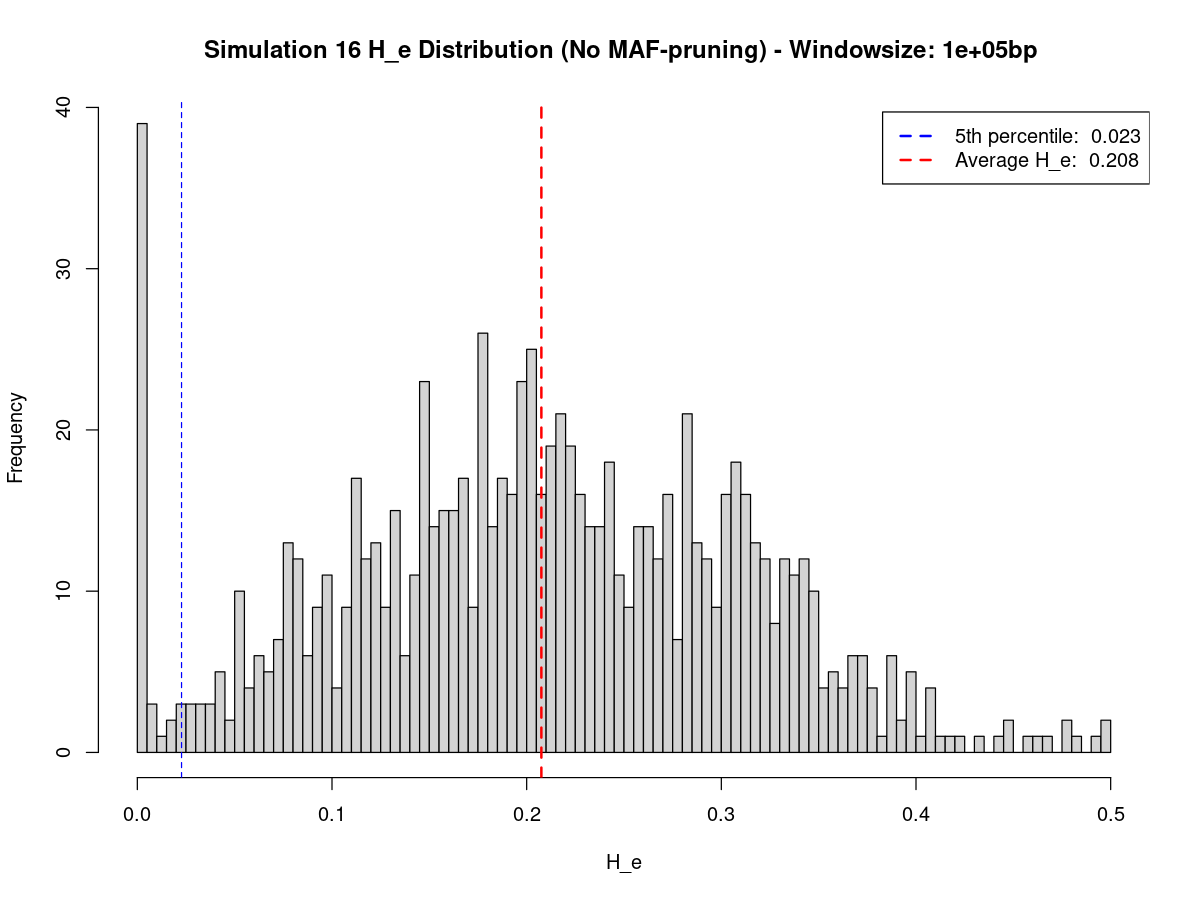 Simulation 16 H_e Distribution (No MAF-pruning) - Windowsize: 1e+05bp
5th percentile:  0.023
Average H_e:  0.208
Frequency
40
30
20
10
0
0.0 0.1 0.2 0.3 0.4 0.5
H_e